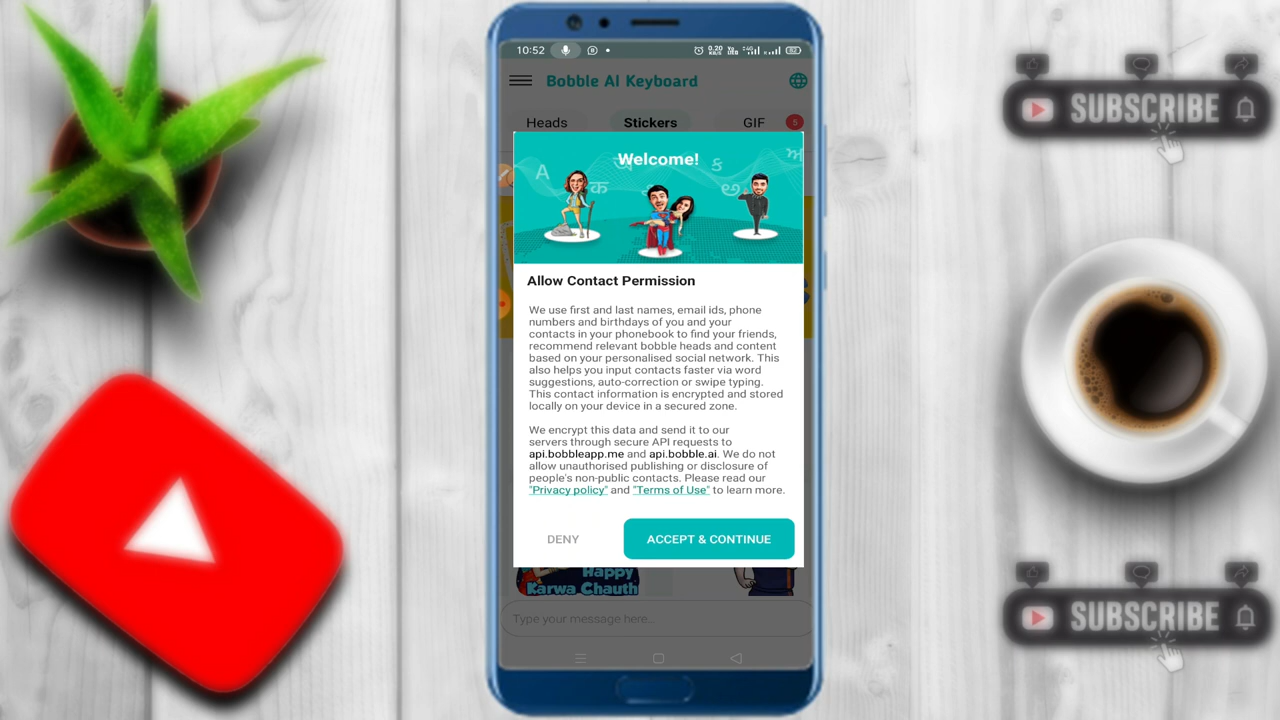 10:52
Bobble AI Keyboard
Heads Stickers GIF 5
Welcome!
A क
क
అ
Allow Contact Permission
We use first and last names, email ids, phone
numbers and birthdays of you and your
contacts in your phonebook to find your friends,
recommend relevant bobble heads and content
based on your personalised social network. This
also helps you input contacts faster via word
suggestions, auto-correction or swipe typing.
This contact information is encrypted and stored
locally on your device in a secured zone.
We encrypt this data and send it to our
servers through secure API requests to
api.bobbleapp.me and api.bobble.ai. We do not
allow unauthorised publishing or disclosure of
people's non-public contacts. Please read our
"Privacy policy" and "Terms of Use" to learn more.
DENY ACCEPT & CONTINUE
Happy
Karwa Chauth
Type your message here..
SUBSCRIBE
SUBSCRIBE